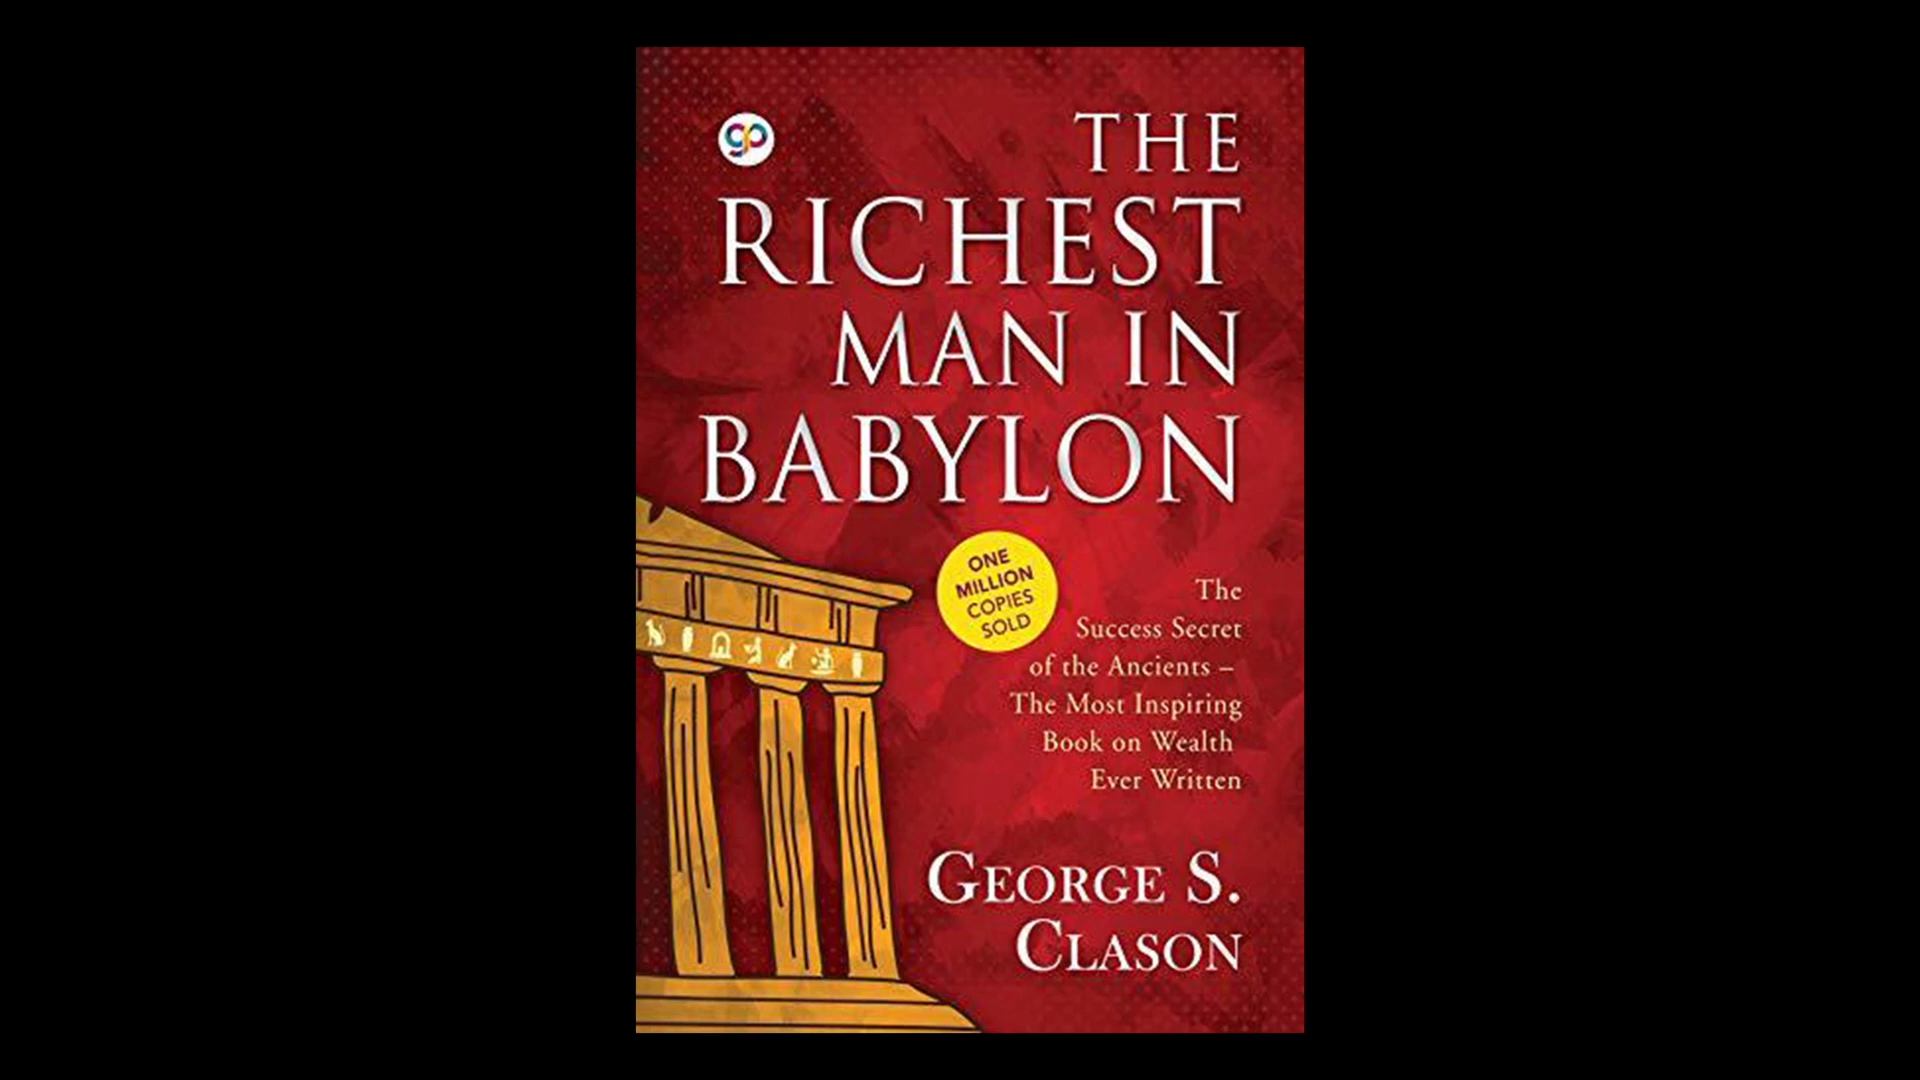 gp
THE
RICHEST
MAN IN
BABYLON
ONE
MILLION
COPIES
SOLD
The
Success Secret
of the Ancients –
The Most Inspiring
Book on Wealth
Ever Written
GEORGE S.
CLASON